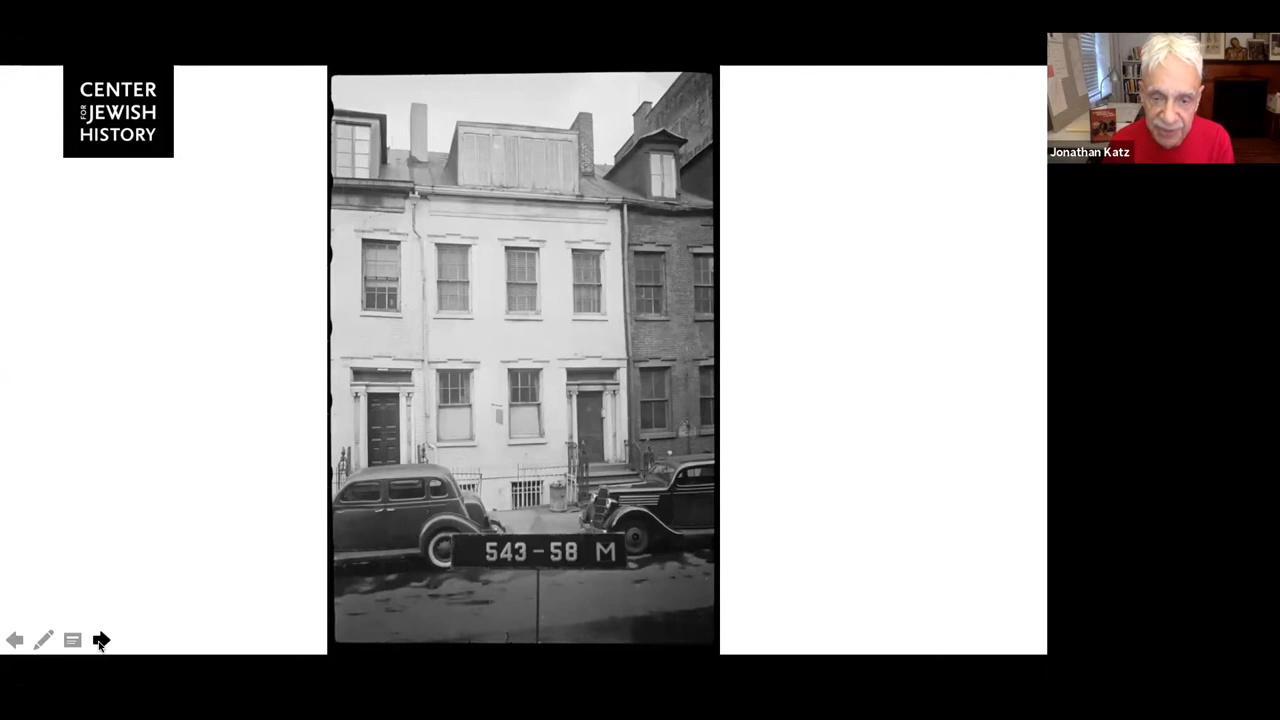 CENTER
FOR JEWISH
HISTORY
Jonathan Katz
543-58 M